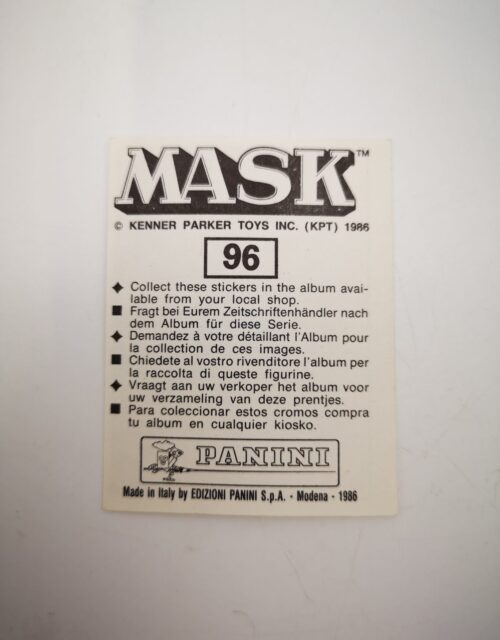 MASK™
© KENNER PARKER TOYS INC. (KPT) 1986
96
✦ Collect these stickers in the album avai-
lable from your local shop.
■ Fragt bei Eurem Zeitschriftenhändler nach
dem Album für diese Serie.
✦ Demandez à votre détaillant l'Album pour
la collection de ces images.
■ Chiedete al vostro rivenditore l'album per
la raccolta di queste figurine.
✦ Vraagt aan uw verkoper het album voor
uw verzameling van deze prentjes.
■ Para coleccionar estos cromos compra
tu album en cualquier kiosko.
PANINI
Made in Italy by EDIZIONI PANINI S.p.A. - Modena - 1986